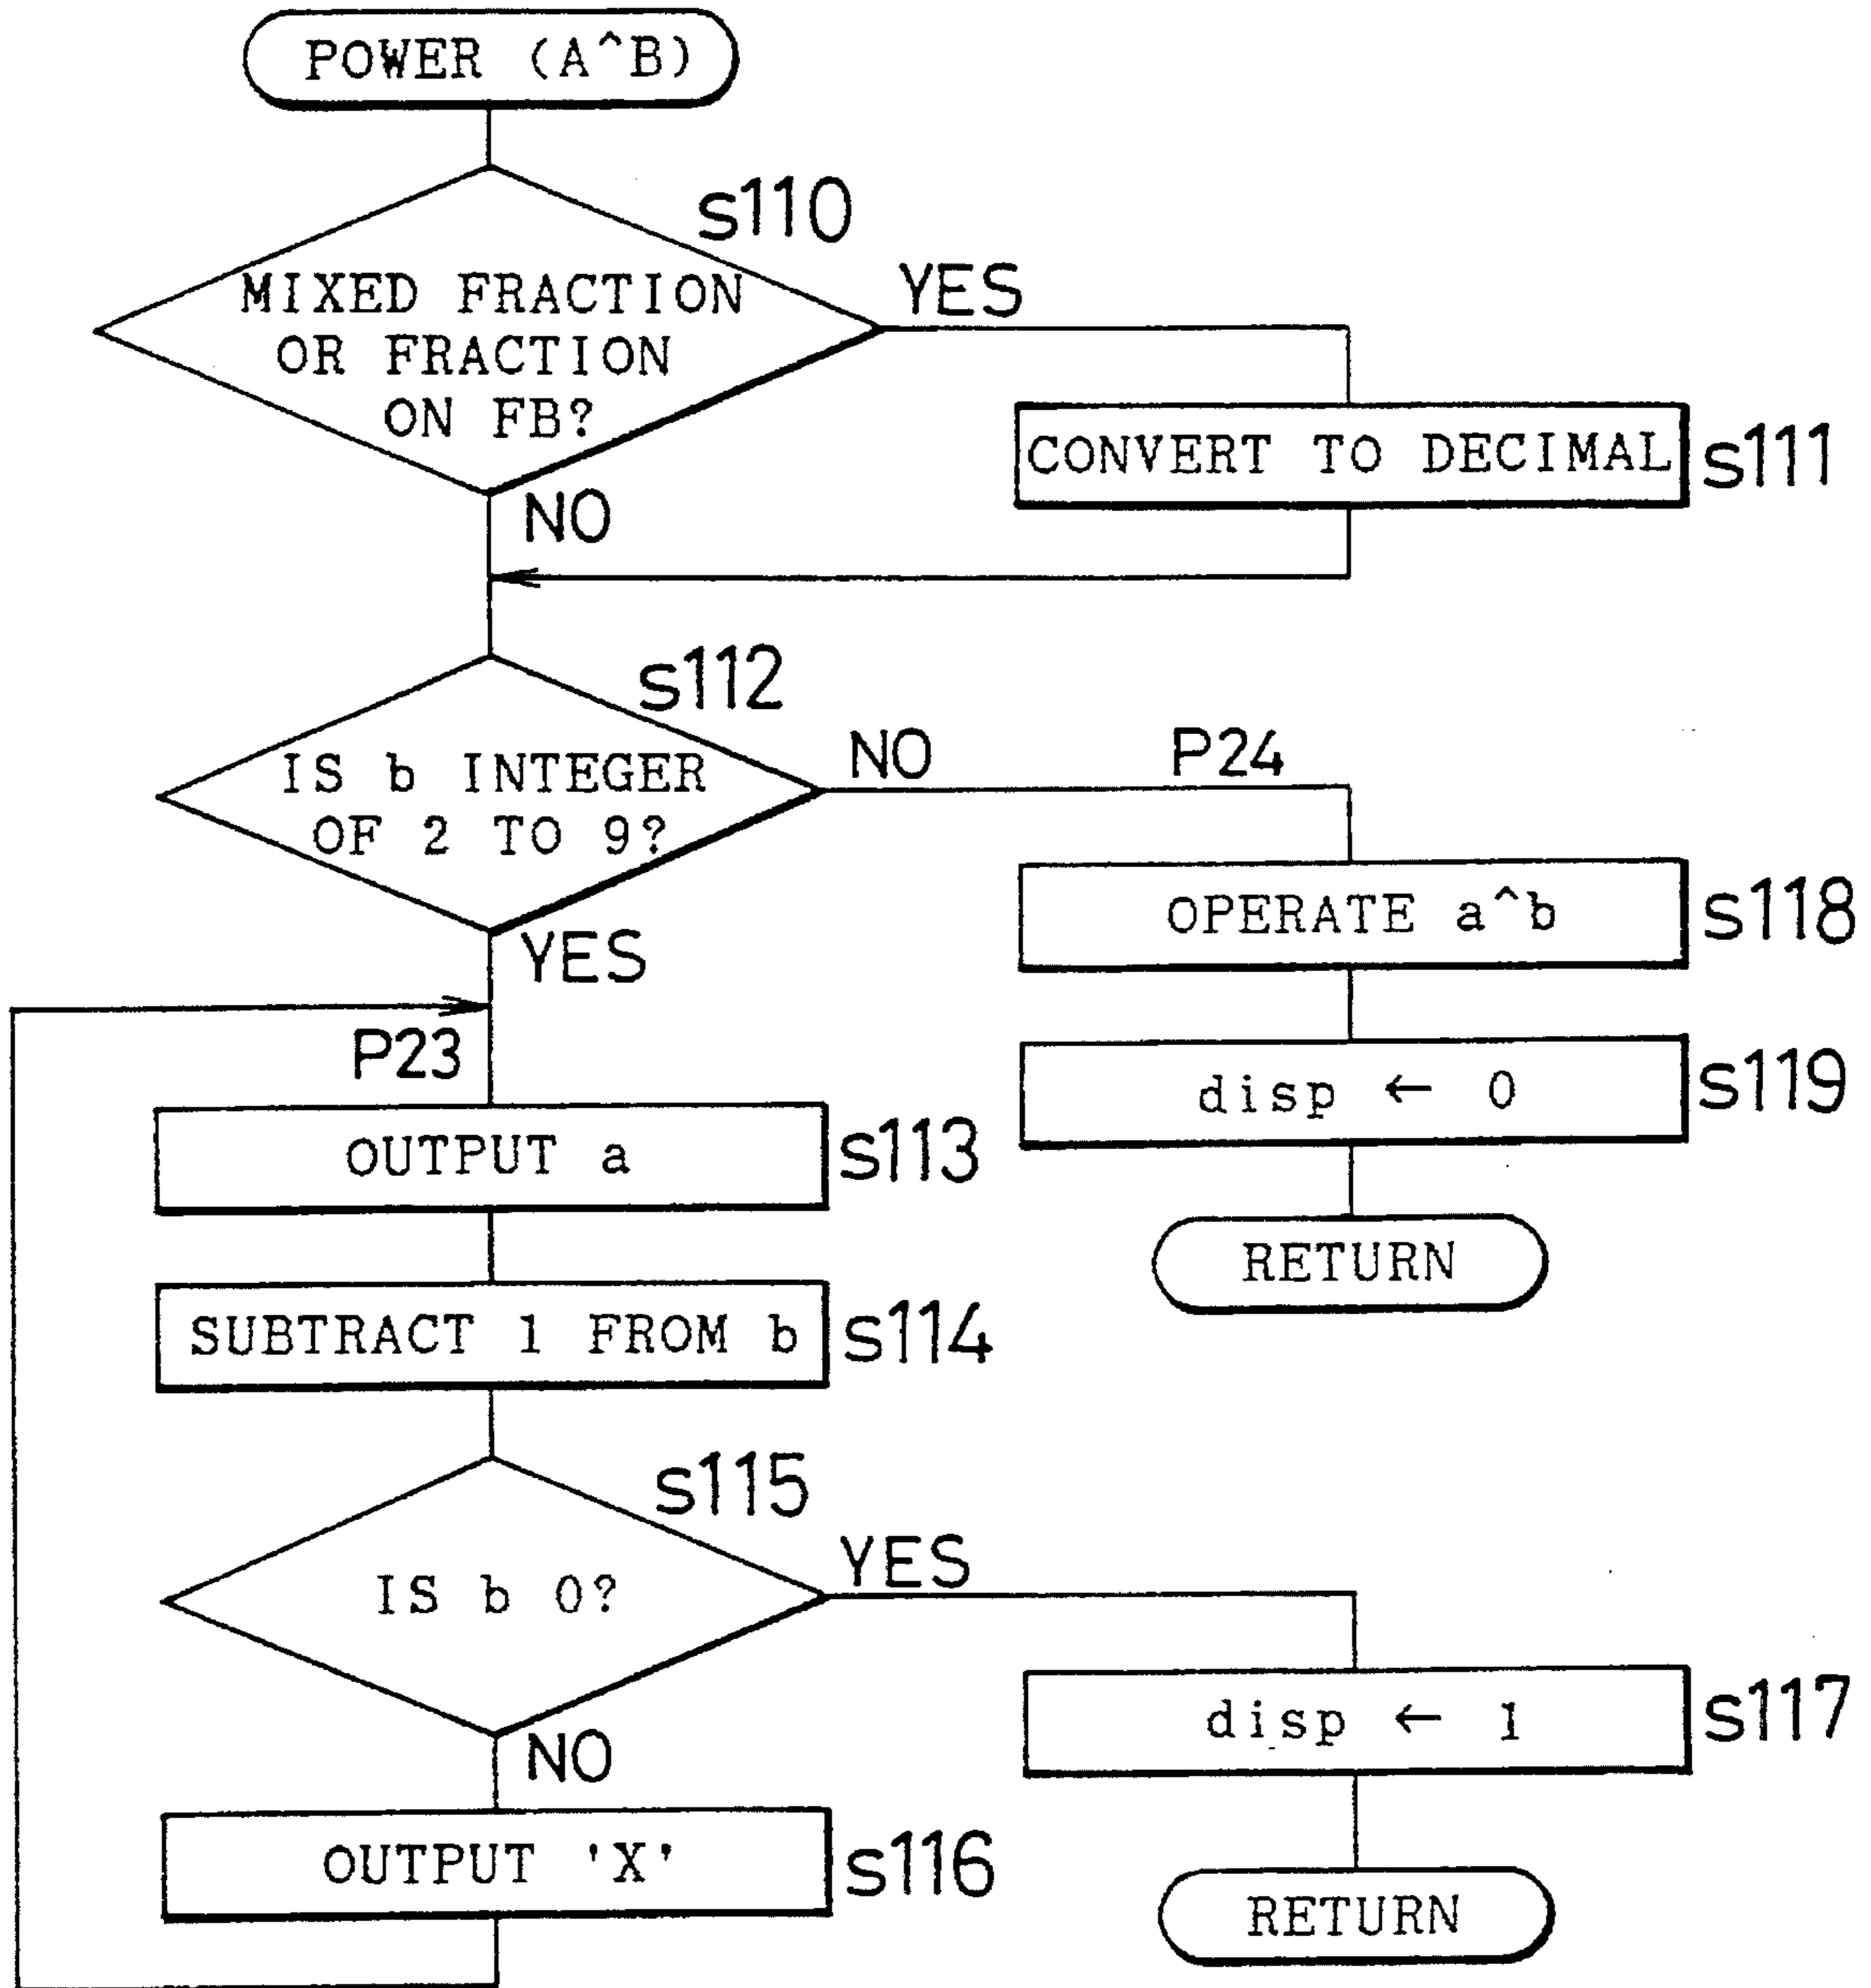 POWER (A^B)
s110
MIXED FRACTION
OR FRACTION
ON FB?
YES
CONVERT TO DECIMAL
s111
NO
s112
IS b INTEGER
OF 2 TO 9?
NO
P24
OPERATE a^b
s118
YES
P23
disp ← 0
s119
OUTPUT a
s113
RETURN
SUBTRACT 1 FROM b
s114
s115
IS b 0?
YES
disp ← 1
s117
NO
OUTPUT 'X'
s116
RETURN